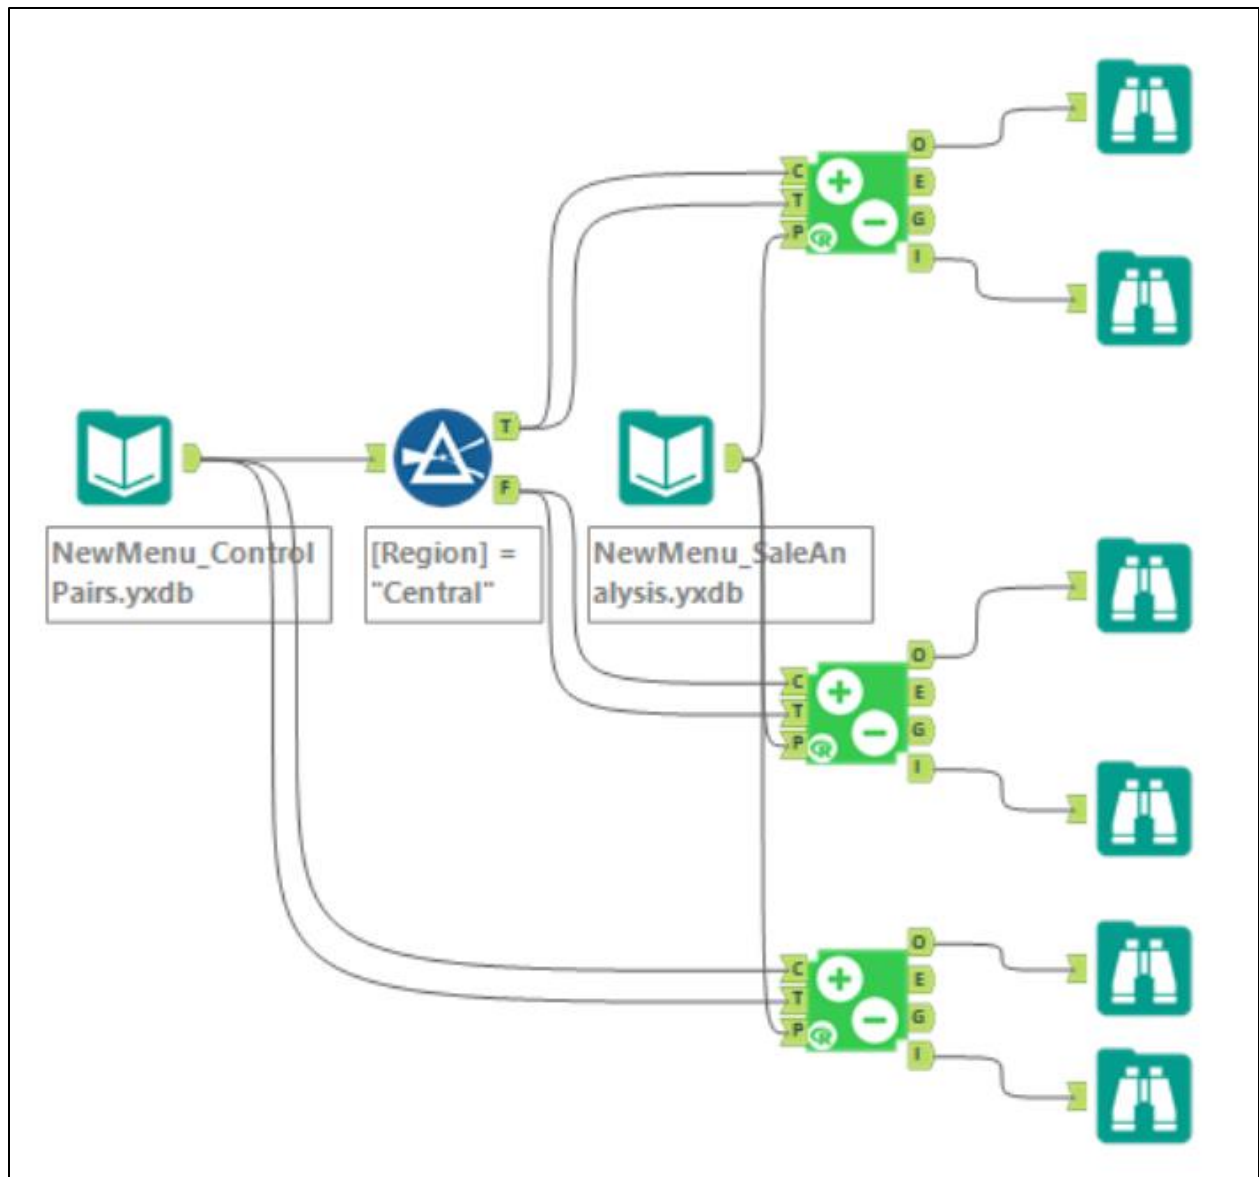 O
C
E
T
G
P
R
I
T
F
NewMenu_Control
Pairs.yxdb
[Region] =
"Central"
NewMenu_SaleAn
alysis.yxdb
O
C
E
T
G
P
R
I
O
C
E
T
G
P
R
I